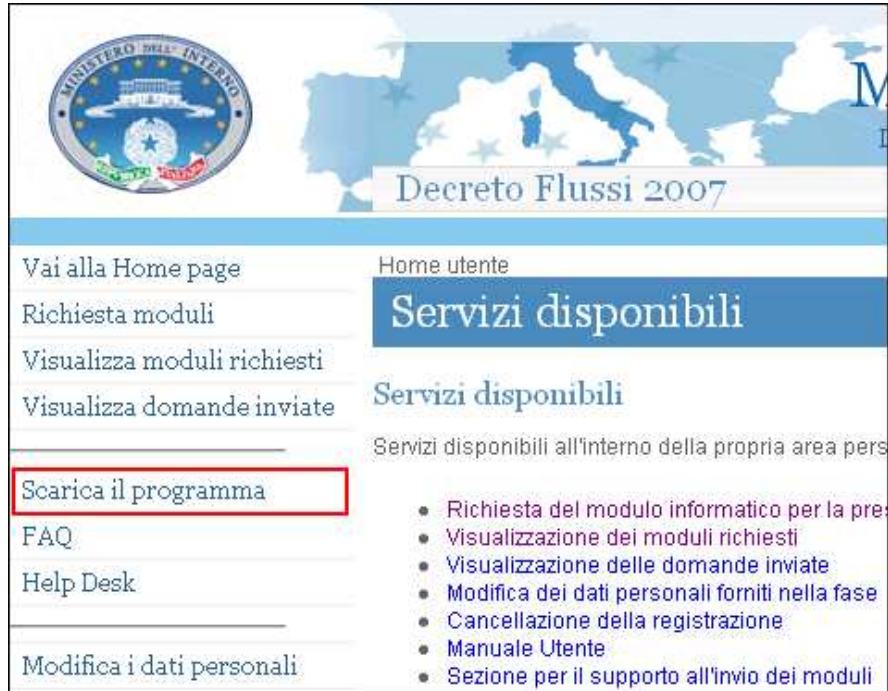 MINISTERO DELL' INTERNO
REPUBBLICA ITALIANA
M
Decreto Flussi 2007
Vai alla Home page
Richiesta moduli
Visualizza moduli richiesti
Visualizza domande inviate
Scarica il programma
FAQ
Help Desk
Modifica i dati personali
Home utente
Servizi disponibili
Servizi disponibili
Servizi disponibili all'interno della propria area pers
Richiesta del modulo informatico per la pres
Visualizzazione dei moduli richiesti
Visualizzazione delle domande inviate
Modifica dei dati personali forniti nella fase
Cancellazione della registrazione
Manuale Utente
Sezione per il supporto all'invio dei moduli